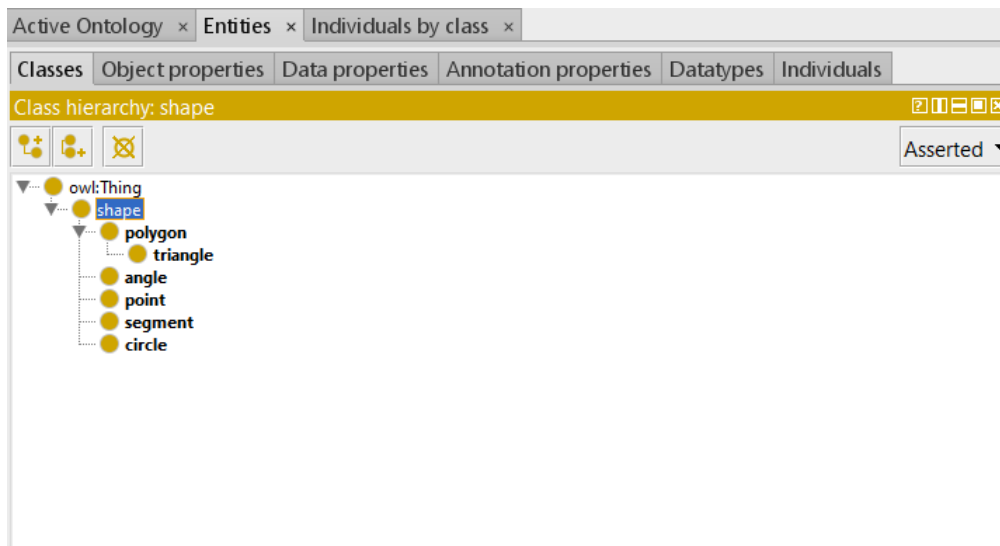 Active Ontology × Entities × Individuals by class ×
Classes Object properties Data properties Annotation properties Datatypes Individuals
Class hierarchy: shape
Asserted
owl:Thing
shape
polygon
triangle
angle
point
segment
circle